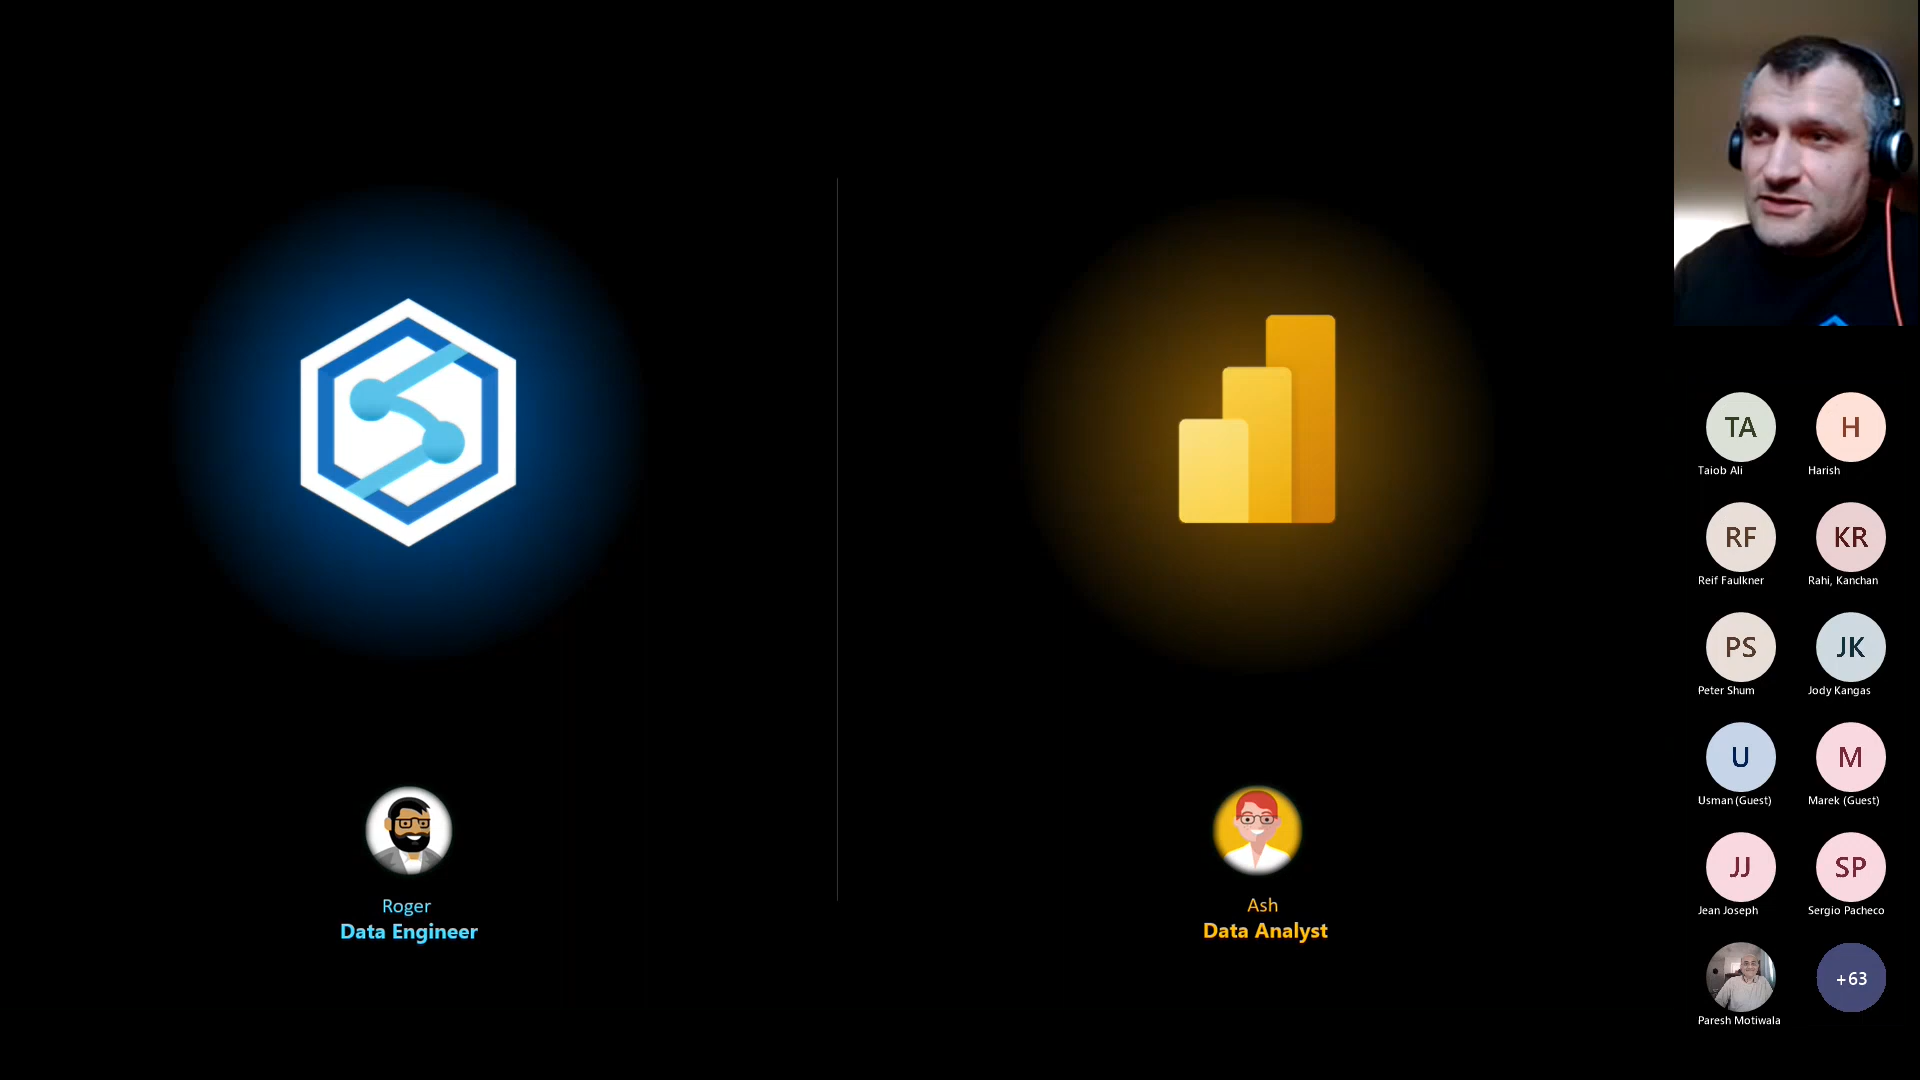 Roger
Data Engineer
Ash
Data Analyst
TA
H
Taiob Ali
Harish
RF
KR
Reif Faulkner
Rahi, Kanchan
PS
JK
Peter Shum
Jody Kangas
U
M
Usman (Guest)
Marek (Guest)
JJ
SP
Jean Joseph
Sergio Pacheco
+63
Paresh Motiwala